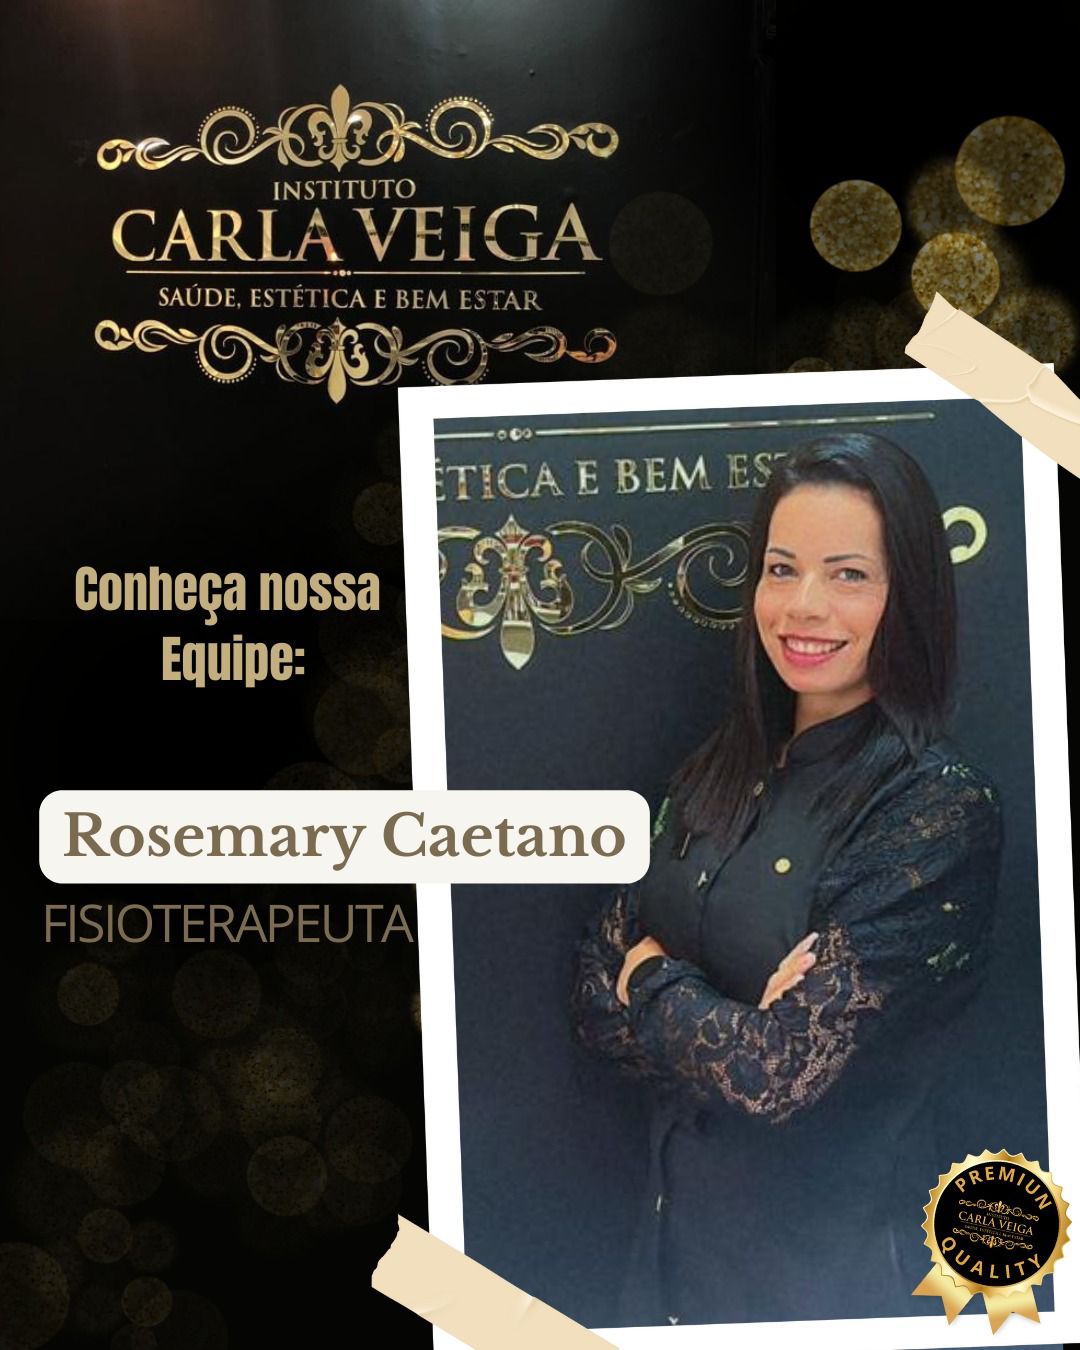 INSTITUTO
CARLA VEIGA
SAÚDE, ESTÉTICA E BEM ESTAR
ÉTICA E BEM ES
Conheça nossa
Equipe:
Rosemary Caetano
FISIOTERAPEUTA
PREMIUN
CARLA VEIGA
QUALITY